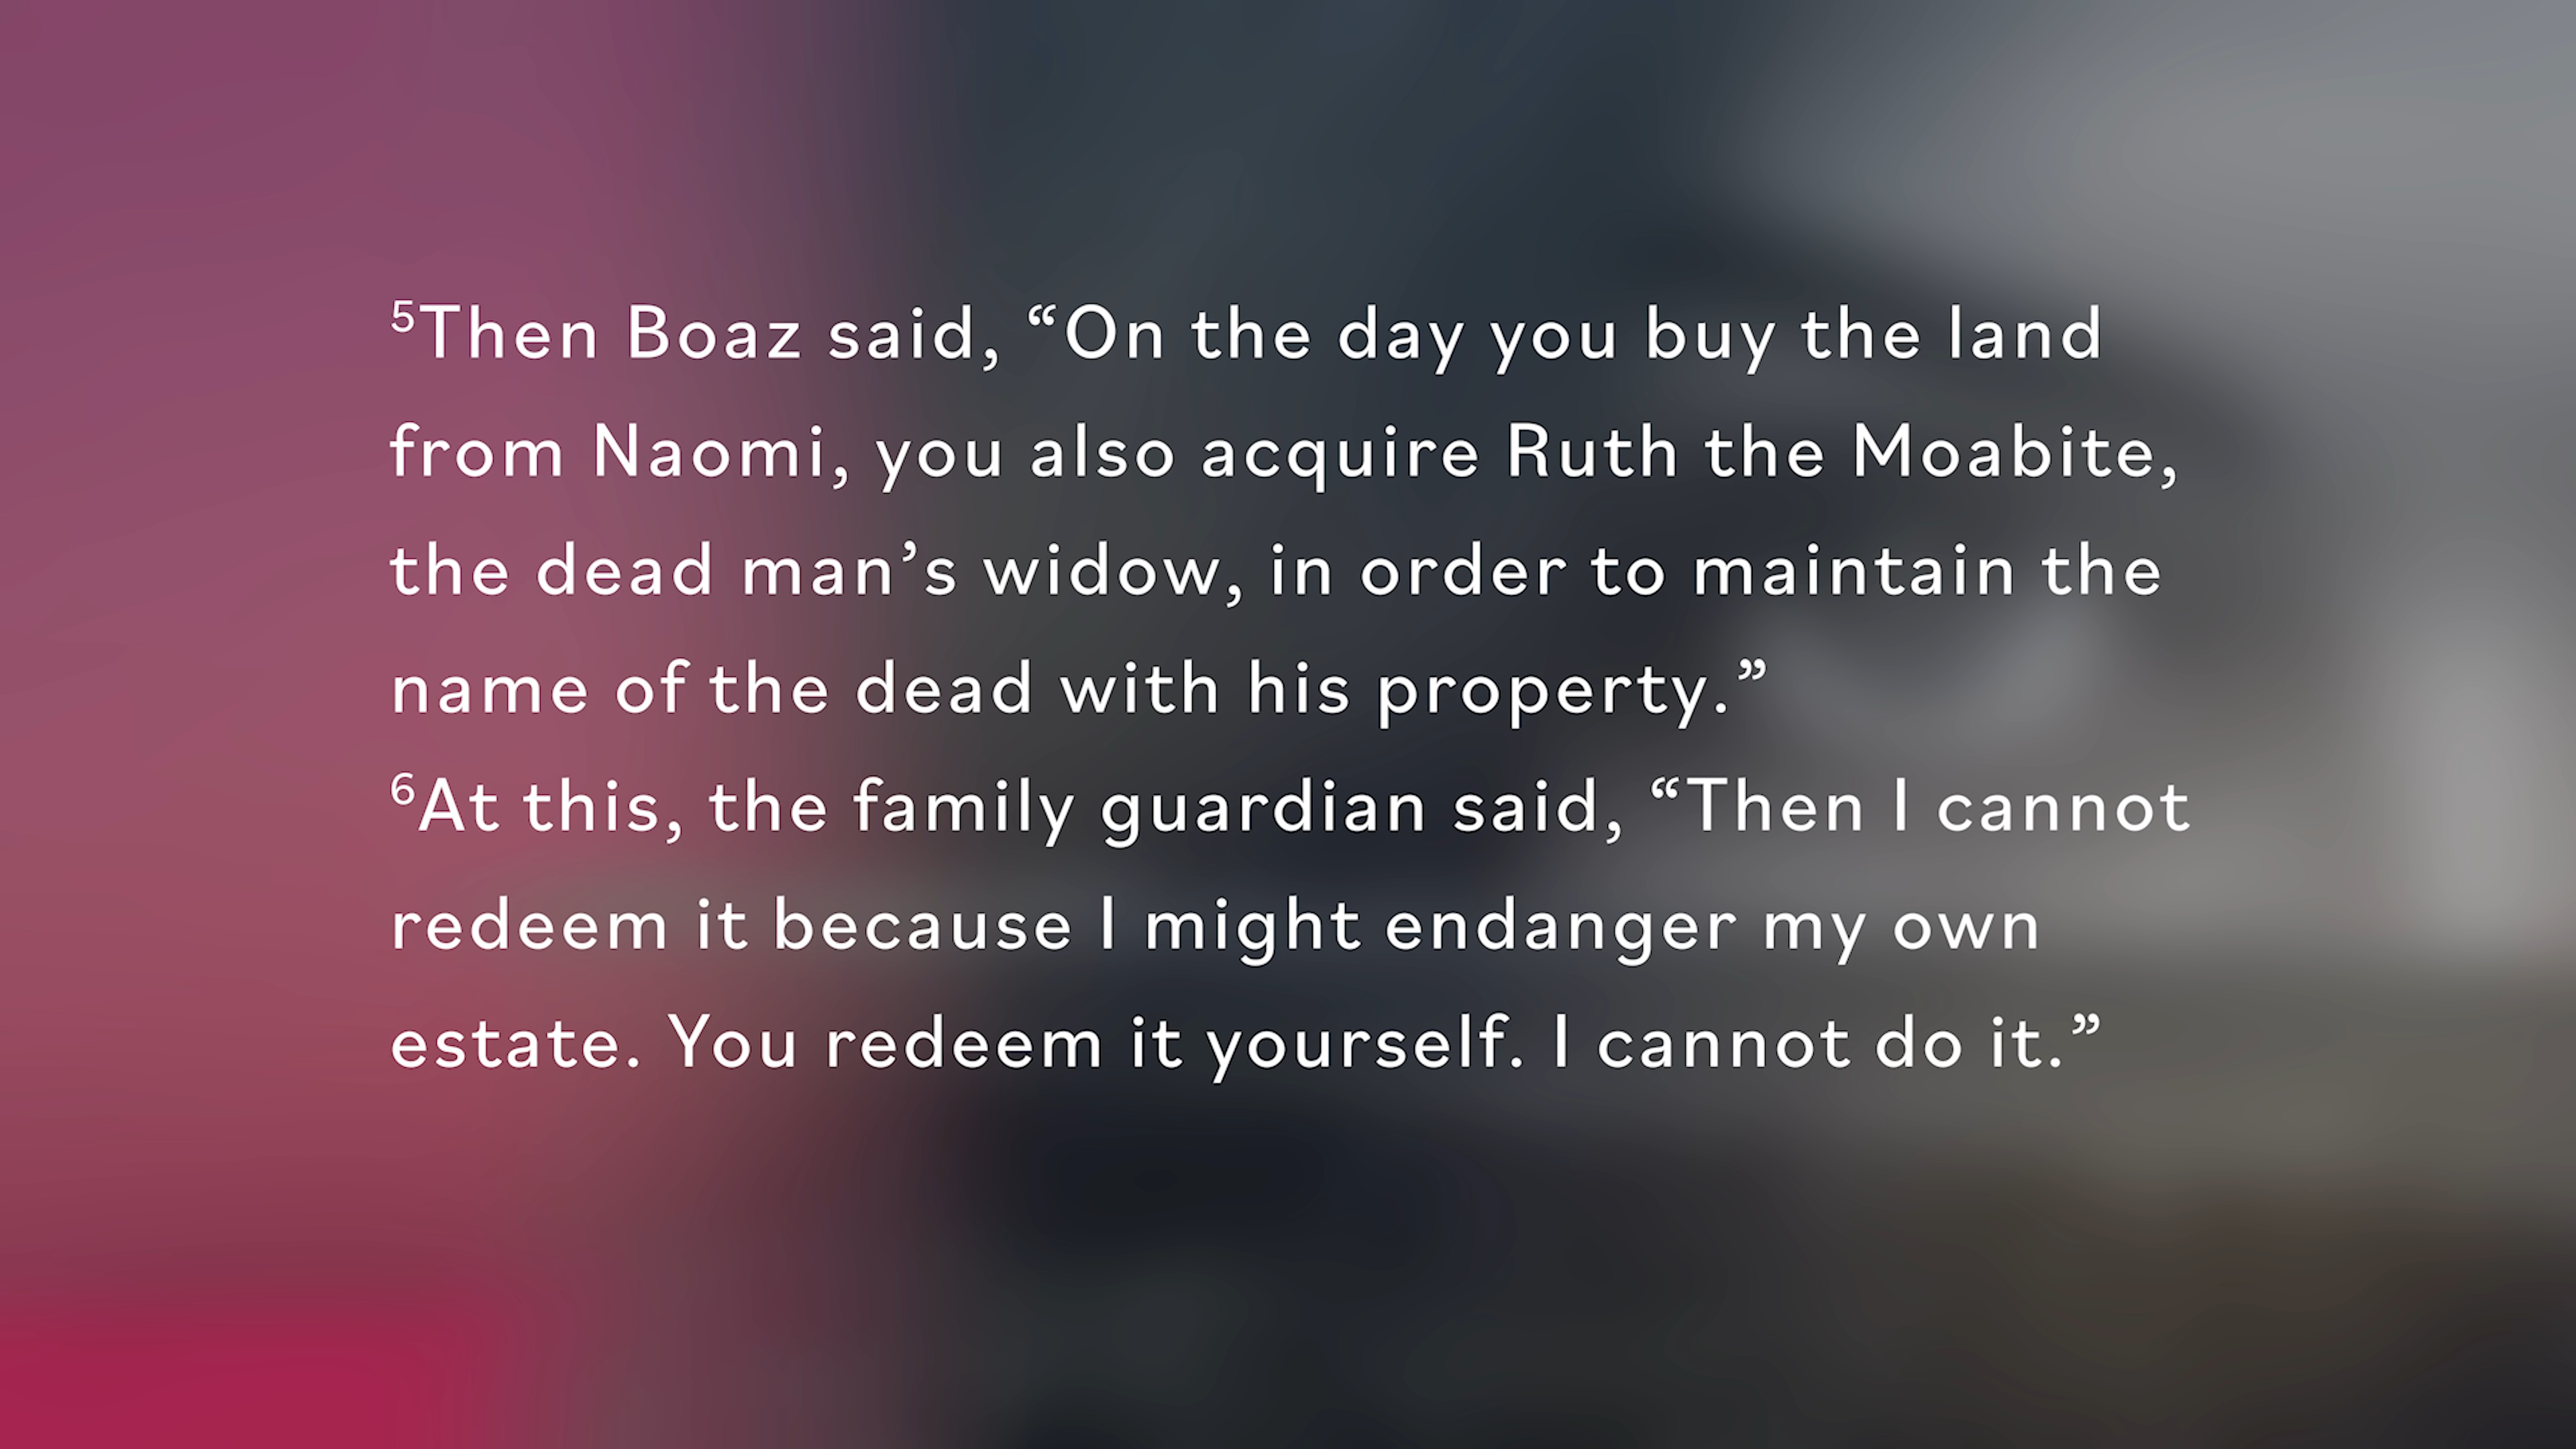 ⁵Then Boaz said, “On the day you buy the land
from Naomi, you also acquire Ruth the Moabite,
the dead man’s widow, in order to maintain the
name of the dead with his property.”
⁶At this, the family guardian said, “Then I cannot
redeem it because I might endanger my own
estate. You redeem it yourself. I cannot do it.”